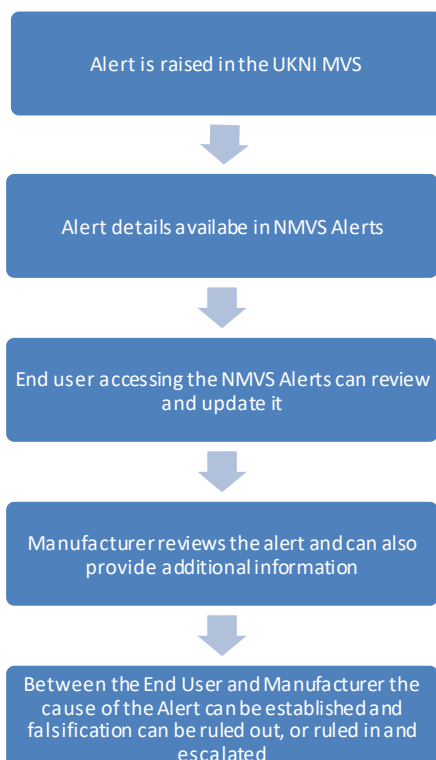 Alert is raised in the UKNI MVS
Alert details availabe in NMVS Alerts
End user accessing the NMVS Alerts can review
and update it
Manufacturer reviews the alert and can also
provide additional information
Between the End User and Manufacturer the
cause of the Alert can be established and
falsification can be ruled out, or ruled in and
escalated